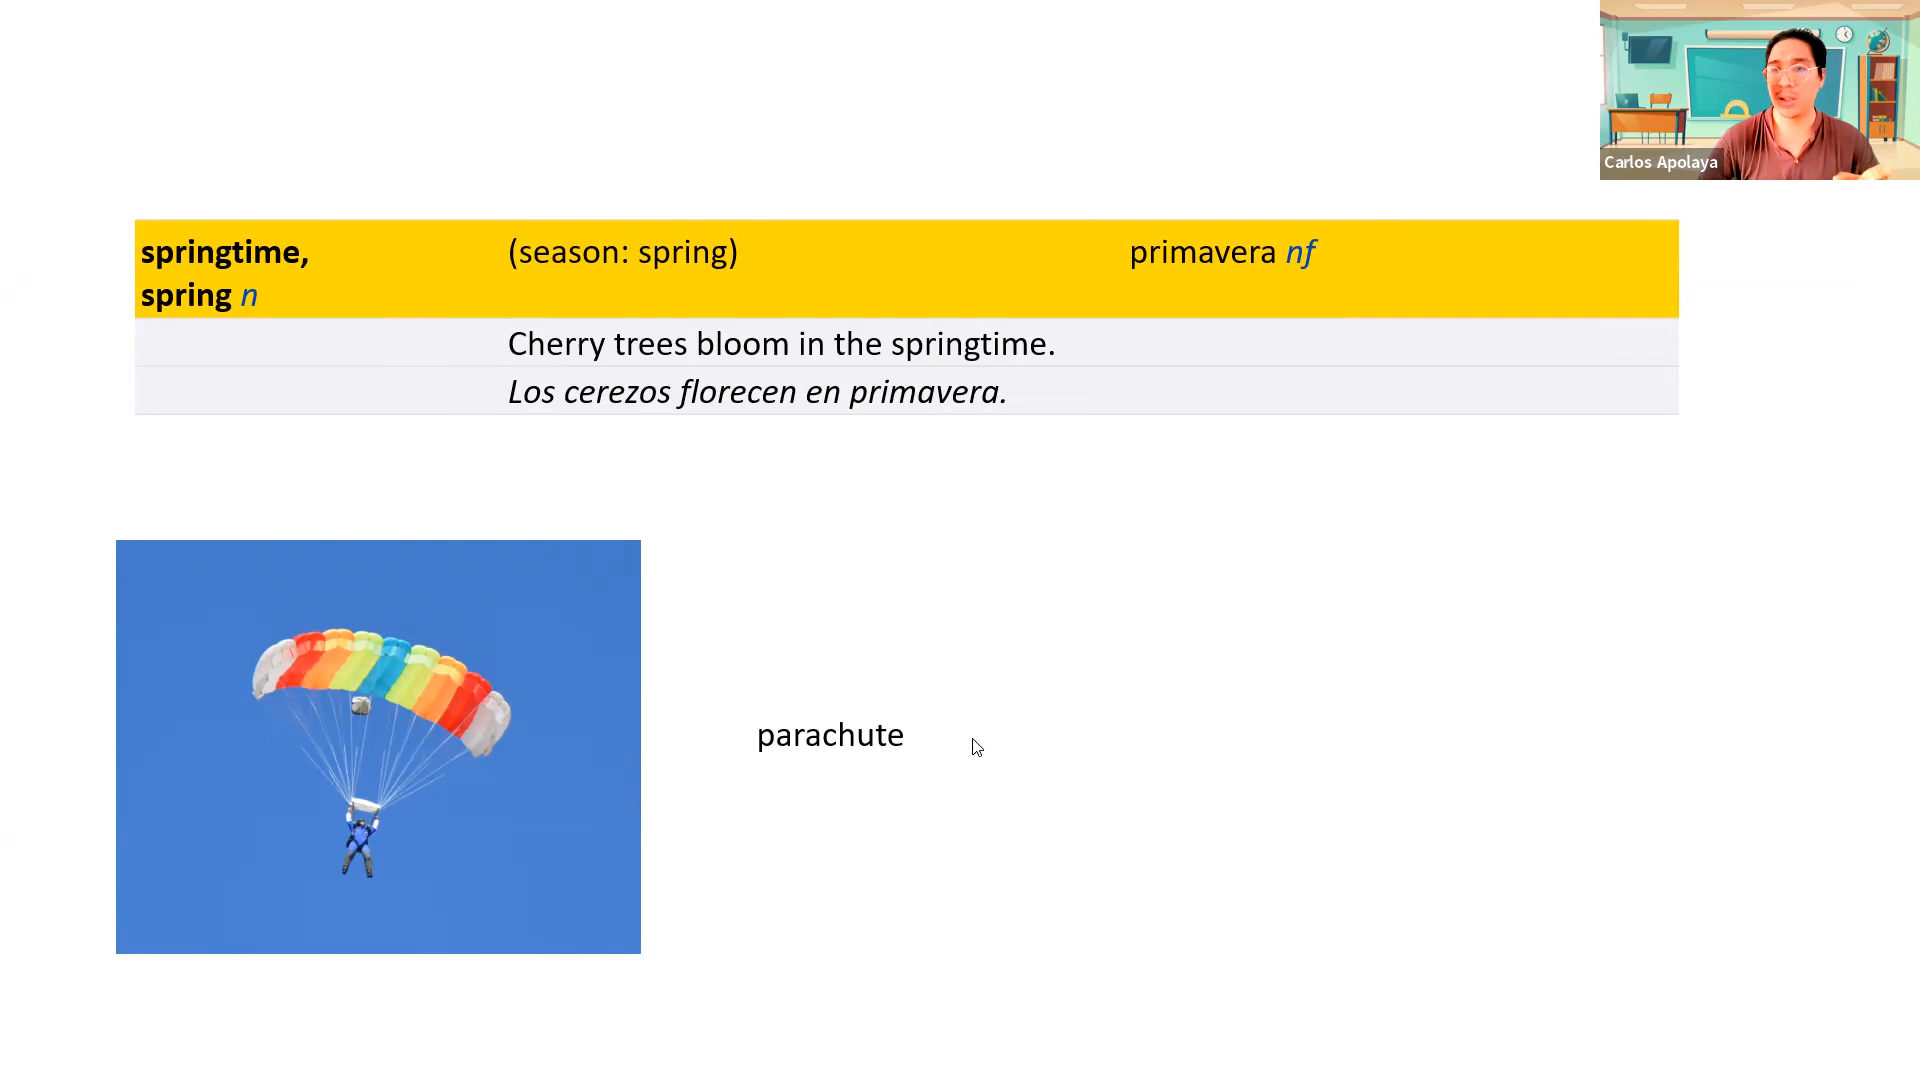 Carlos Apolaya
springtime, (season: spring) primavera nf
spring n
Cherry trees bloom in the springtime.
Los cerezos florecen en primavera.
parachute